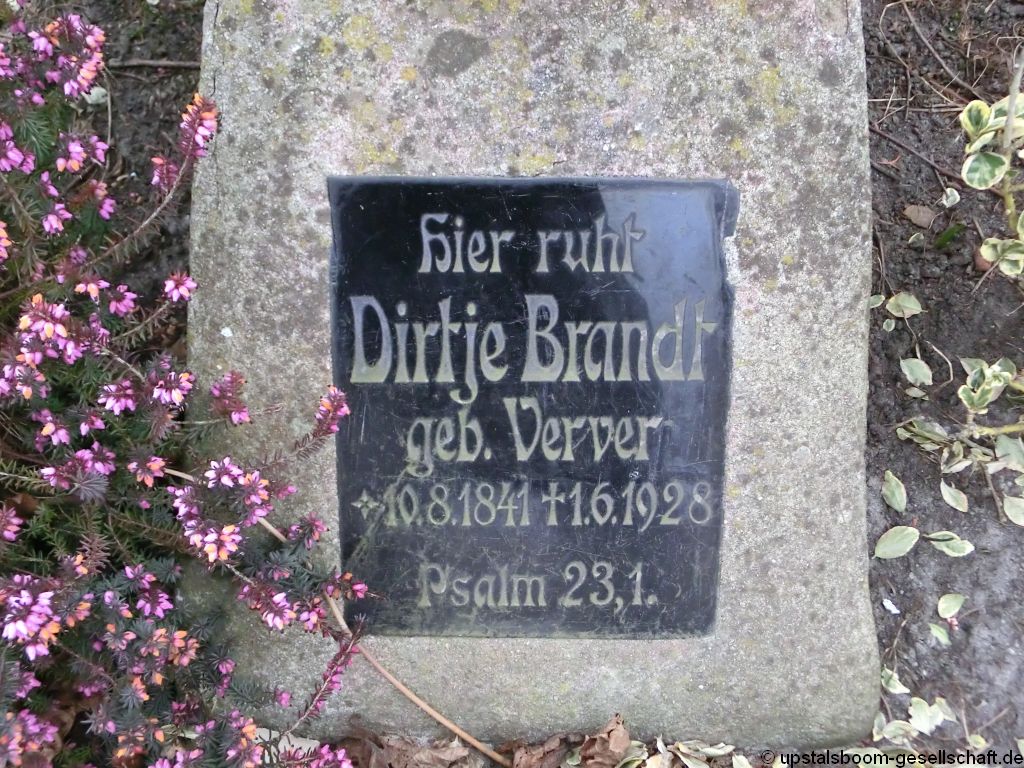 Hier ruht
Dirtje Brandt
geb. Verver
✧10.8.1841 ✝1.6.1928
Psalm 23,1.
© upstalsboom-gesellschaft.de